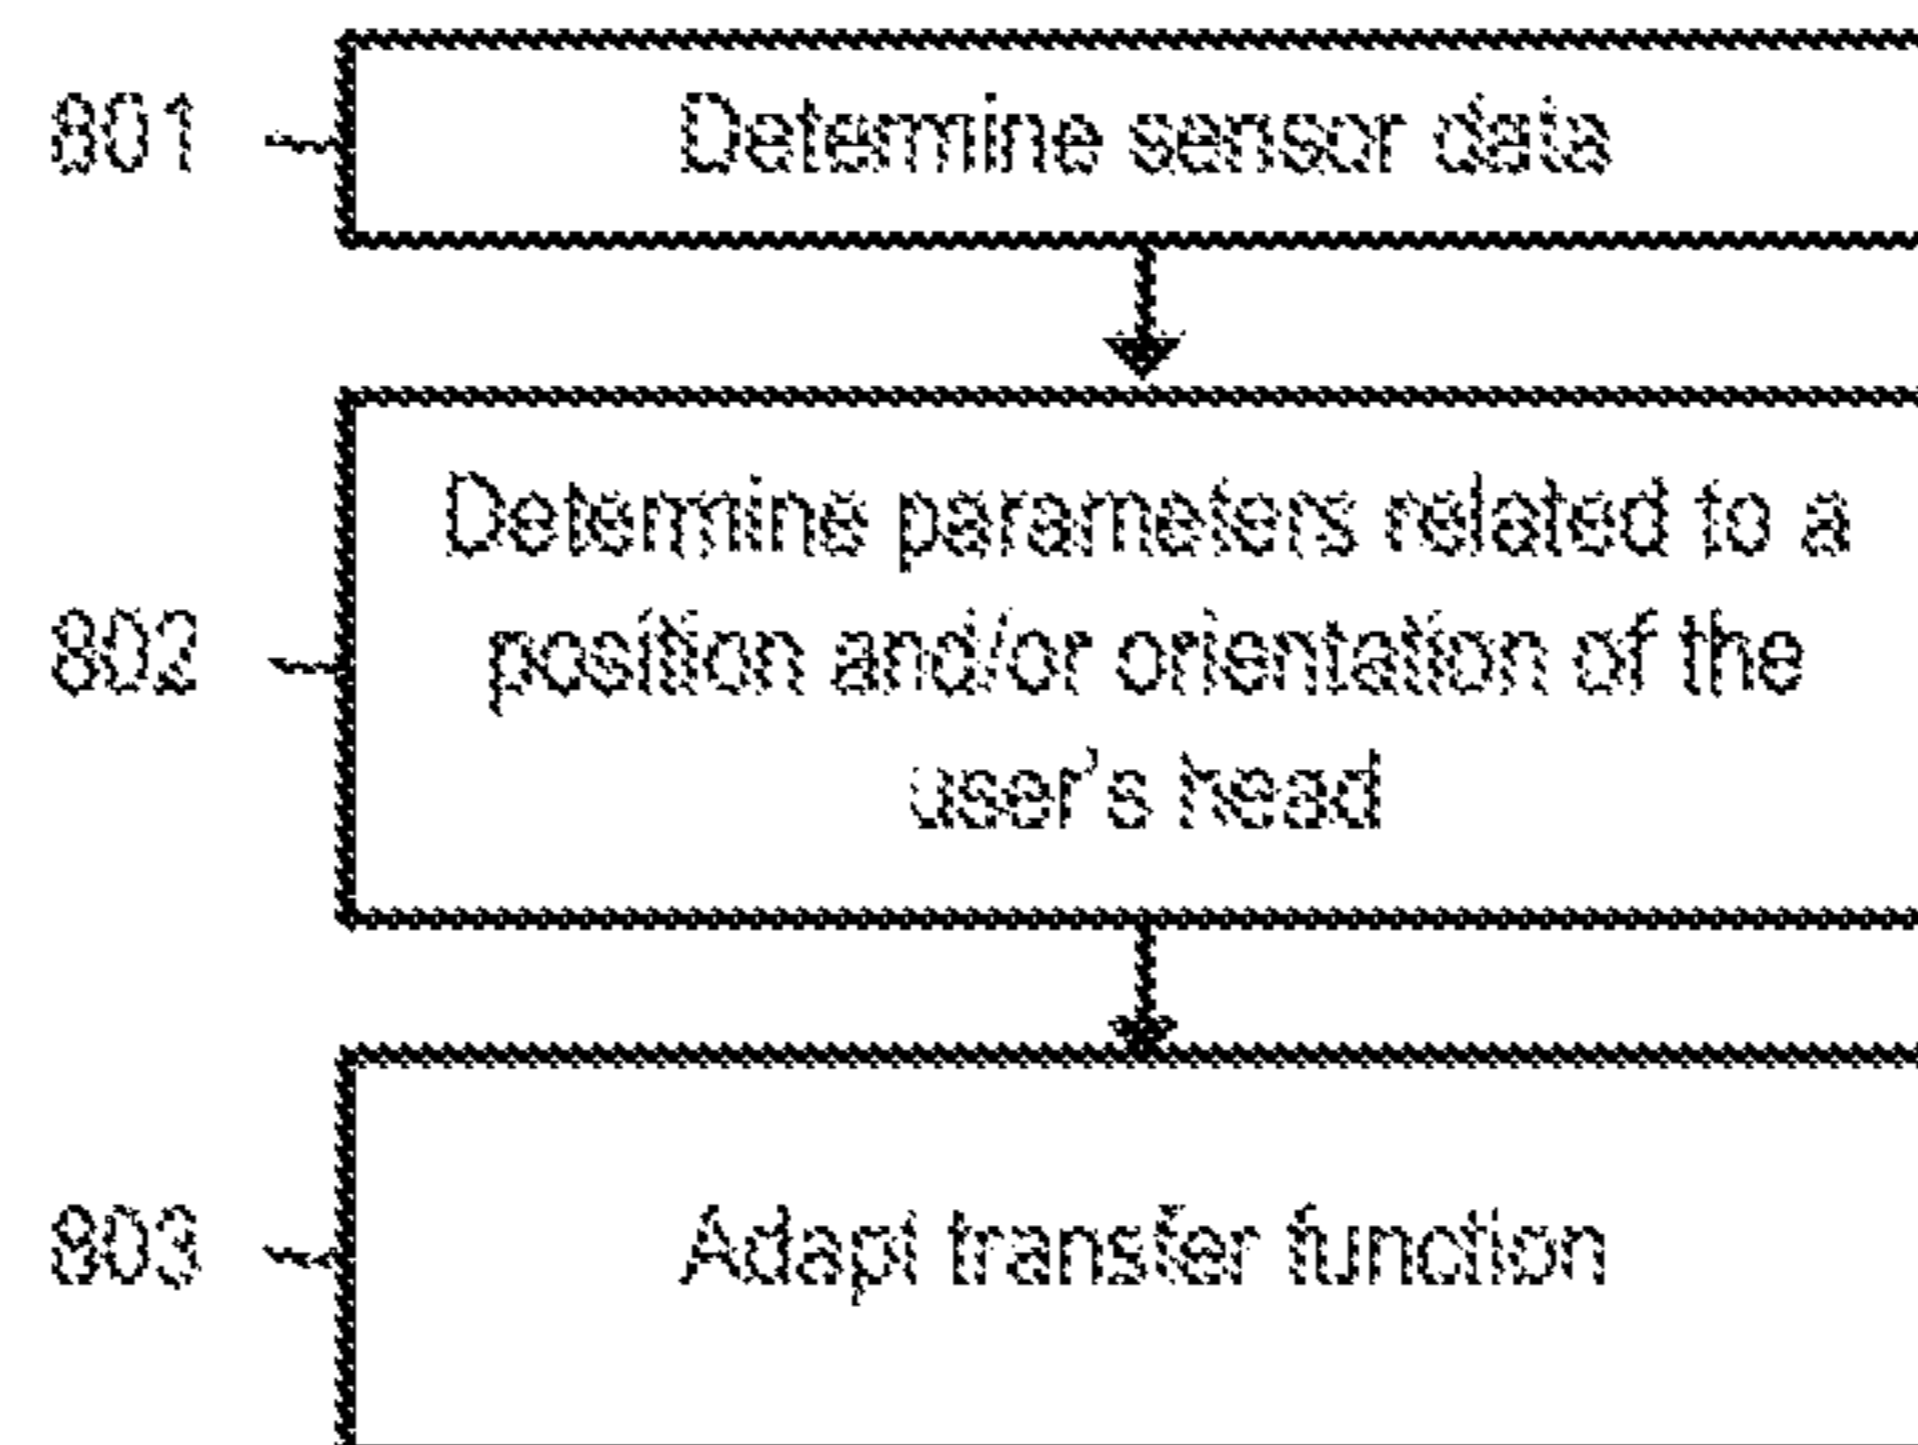 801
Determine sensor data
802
Determine parameters related to a
position and/or orientation of the
user's head
803
Adapt transfer function